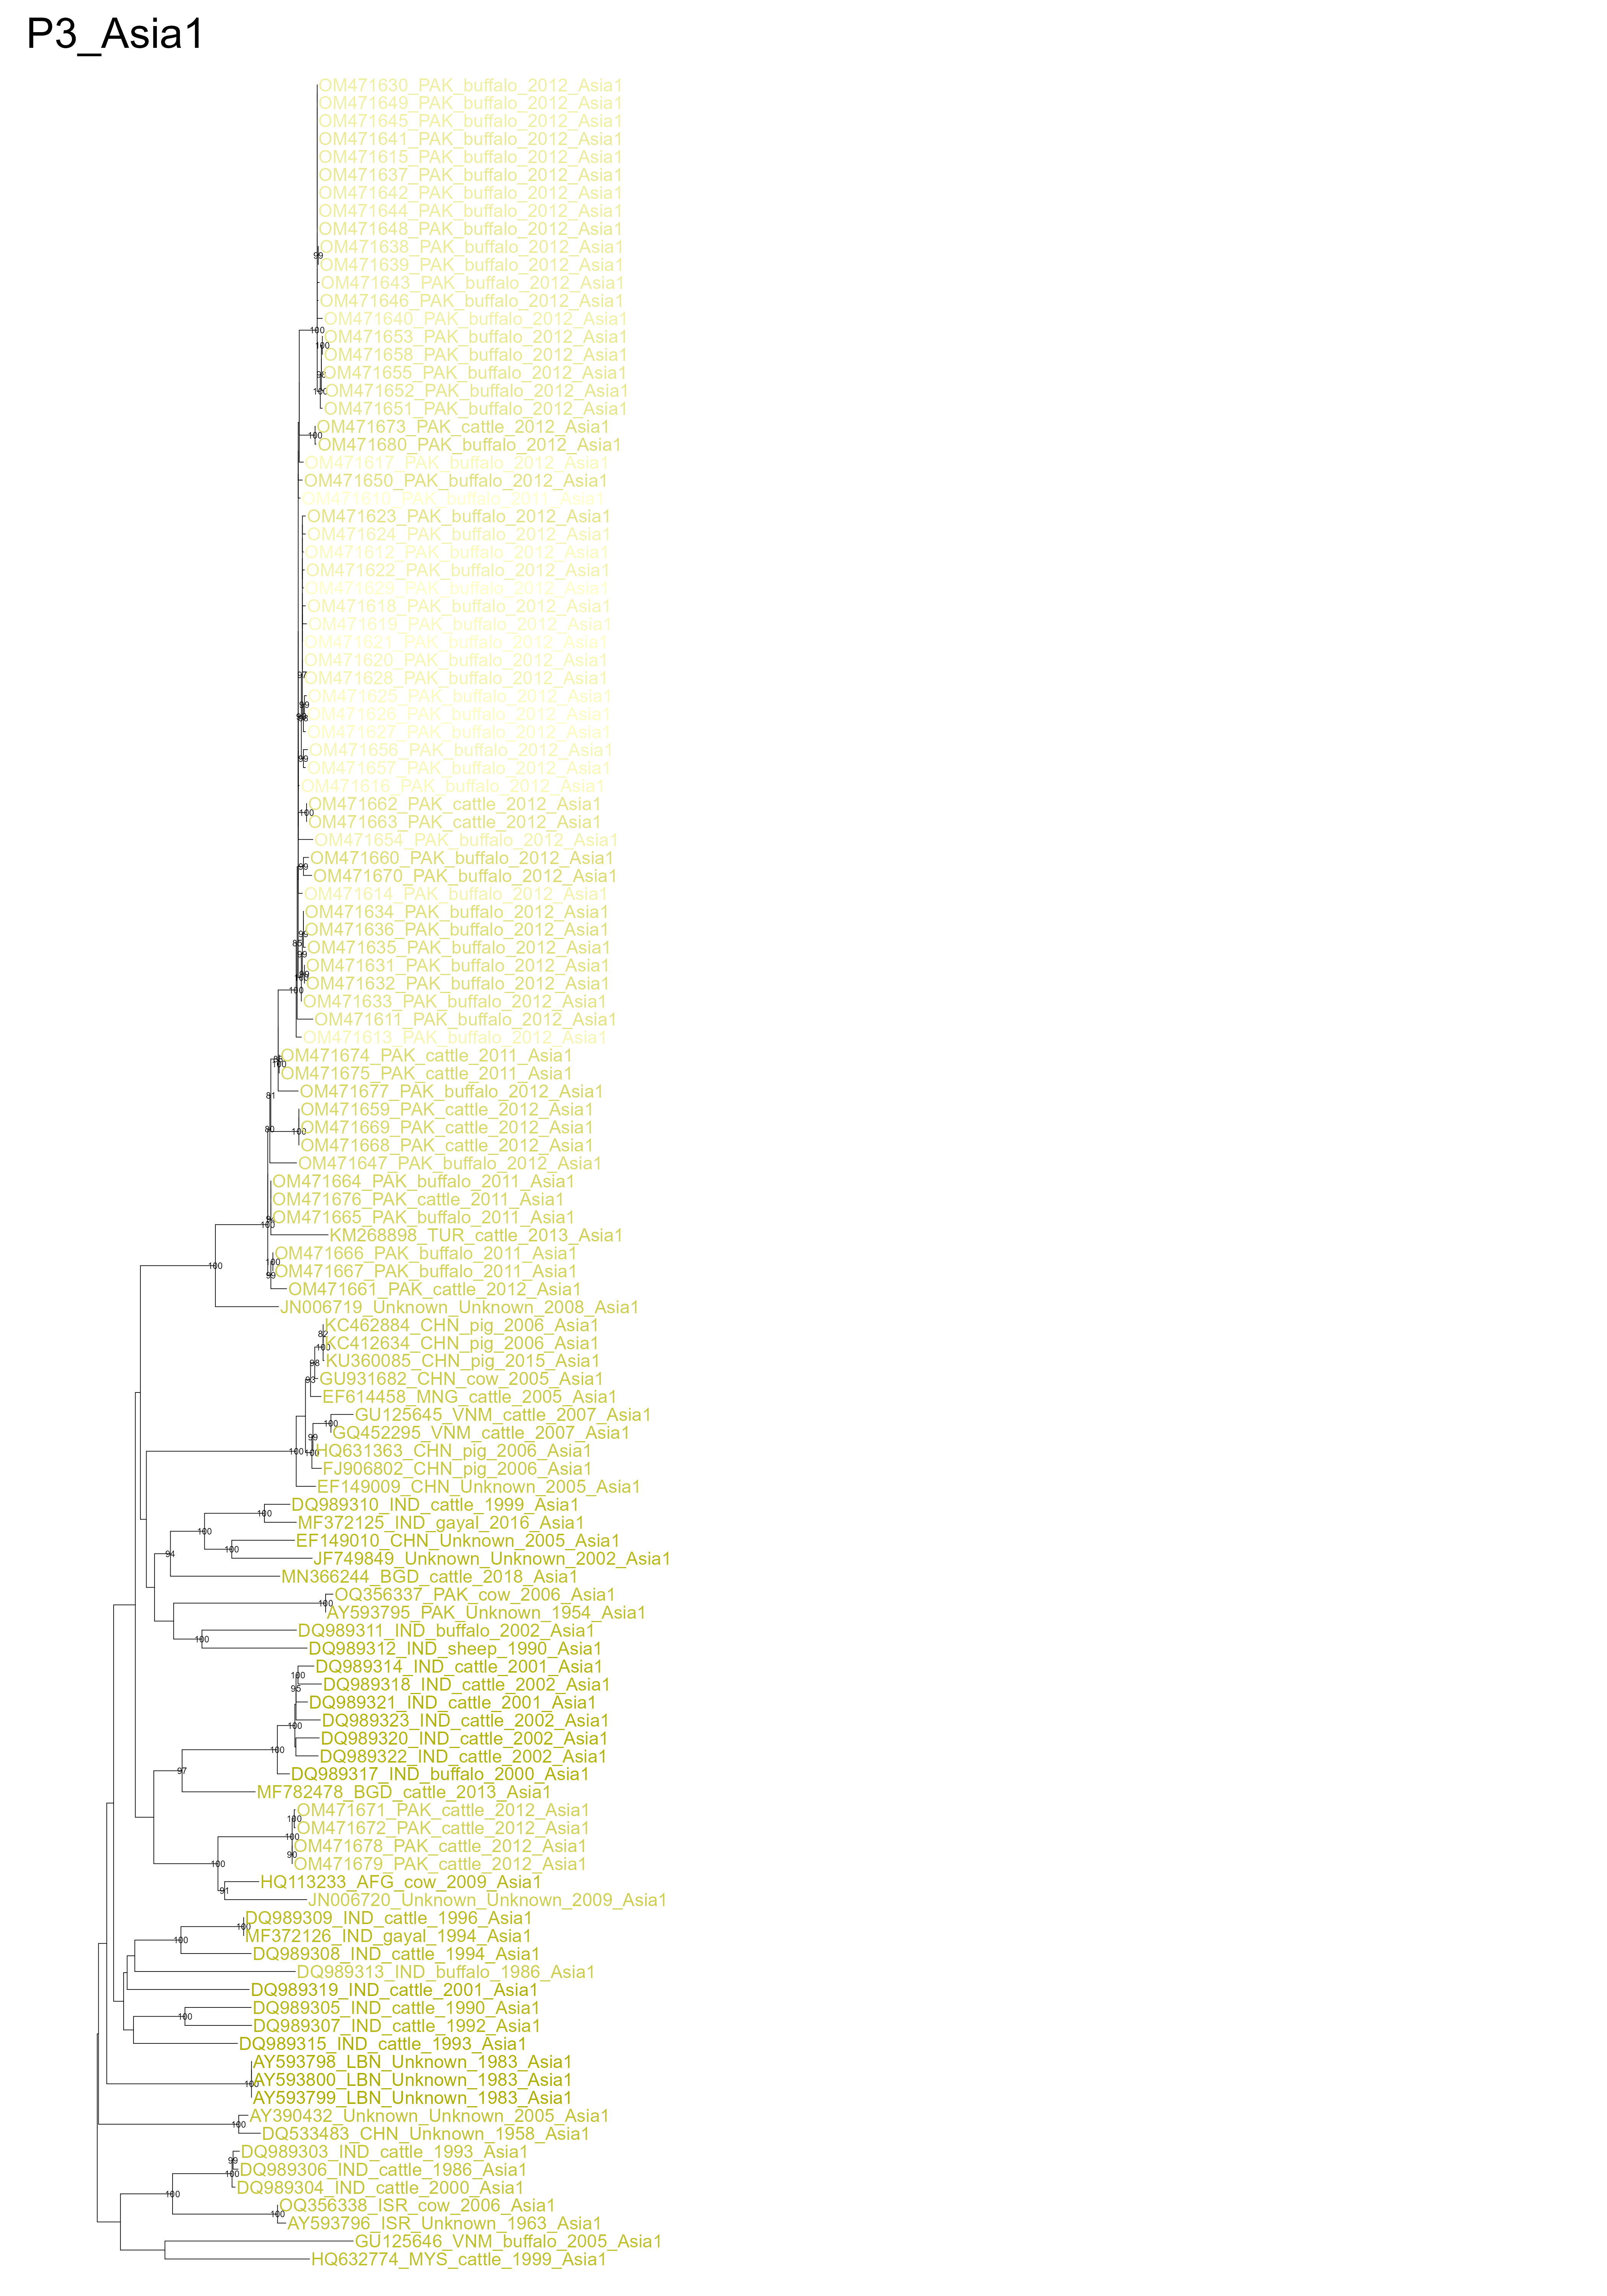 P3_Asia1
OM471630_PAK_buffalo_2012_Asia1
OM471649_PAK_buffalo_2012_Asia1
OM471645_PAK_buffalo_2012_Asia1
OM471641_PAK_buffalo_2012_Asia1
OM471615_PAK_buffalo_2012_Asia1
OM471637_PAK_buffalo_2012_Asia1
OM471642_PAK_buffalo_2012_Asia1
OM471644_PAK_buffalo_2012_Asia1
OM471648_PAK_buffalo_2012_Asia1
OM471638_PAK_buffalo_2012_Asia1
99
OM471639_PAK_buffalo_2012_Asia1
OM471643_PAK_buffalo_2012_Asia1
OM471646_PAK_buffalo_2012_Asia1
OM471640_PAK_buffalo_2012_Asia1
100
OM471653_PAK_buffalo_2012_Asia1
100
OM471658_PAK_buffalo_2012_Asia1
OM471655_PAK_buffalo_2012_Asia1
OM471652_PAK_buffalo_2012_Asia1
100
OM471651_PAK_buffalo_2012_Asia1
OM471673_PAK_cattle_2012_Asia1
100
OM471680_PAK_buffalo_2012_Asia1
OM471617_PAK_buffalo_2012_Asia1
OM471650_PAK_buffalo_2012_Asia1
OM471623_PAK_buffalo_2012_Asia1
OM471624_PAK_buffalo_2012_Asia1
OM471612_PAK_buffalo_2012_Asia1
OM471622_PAK_buffalo_2012_Asia1
OM471629_PAK_buffalo_2012_Asia1
OM471618_PAK_buffalo_2012_Asia1
OM471619_PAK_buffalo_2012_Asia1
OM471621_PAK_buffalo_2012_Asia1
OM471620_PAK_buffalo_2012_Asia1
97
OM471628_PAK_buffalo_2012_Asia1
OM471625_PAK_buffalo_2012_Asia1
99
OM471626_PAK_buffalo_2012_Asia1
OM471627_PAK_buffalo_2012_Asia1
OM471656_PAK_buffalo_2012_Asia1
99
OM471657_PAK_buffalo_2012_Asia1
OM471616_PAK_buffalo_2012_Asia1
OM471662_PAK_cattle_2012_Asia1
100
OM471663_PAK_cattle_2012_Asia1
OM471654_PAK_buffalo_2012_Asia1
OM471660_PAK_buffalo_2012_Asia1
99
OM471670_PAK_buffalo_2012_Asia1
OM471614_PAK_buffalo_2012_Asia1
OM471634_PAK_buffalo_2012_Asia1
OM471636_PAK_buffalo_2012_Asia1
85
OM471635_PAK_buffalo_2012_Asia1
99
OM471631_PAK_buffalo_2012_Asia1
OM471632_PAK_buffalo_2012_Asia1
100
OM471633_PAK_buffalo_2012_Asia1
OM471611_PAK_buffalo_2012_Asia1
OM471613_PAK_buffalo_2012_Asia1
OM471674_PAK_cattle_2011_Asia1
100
OM471675_PAK_cattle_2011_Asia1
OM471677_PAK_buffalo_2012_Asia1
81
OM471659_PAK_cattle_2012_Asia1
OM471669_PAK_cattle_2012_Asia1
80
100
OM471668_PAK_cattle_2012_Asia1
OM471647_PAK_buffalo_2012_Asia1
OM471664_PAK_buffalo_2011_Asia1
OM471676_PAK_cattle_2011_Asia1
OM471665_PAK_buffalo_2011_Asia1
100
KM268898_TUR_cattle_2013_Asia1
OM471666_PAK_buffalo_2011_Asia1
100
100
OM471667_PAK_buffalo_2011_Asia1
99
OM471661_PAK_cattle_2012_Asia1
JN006719_Unknown_Unknown_2008_Asia1
KC462884_CHN_pig_2006_Asia1
82
KC412634_CHN_pig_2006_Asia1
100
KU360085_CHN_pig_2015_Asia1
98
GU931682_CHN_cow_2005_Asia1
93
EF614458_MNG_cattle_2005_Asia1
GU125645_VNM_cattle_2007_Asia1
100
GQ452295_VNM_cattle_2007_Asia1
99
100
100
HQ631363_CHN_pig_2006_Asia1
FJ906802_CHN_pig_2006_Asia1
EF149009_CHN_Unknown_2005_Asia1
DQ989310_IND_cattle_1999_Asia1
100
MF372125_IND_gayal_2016_Asia1
100
EF149010_CHN_Unknown_2005_Asia1
100
94
JF749849_Unknown_Unknown_2002_Asia1
MN366244_BGD_cattle_2018_Asia1
OQ356337_PAK_cow_2006_Asia1
100
AY593795_PAK_Unknown_1954_Asia1
DQ989311_IND_buffalo_2002_Asia1
100
DQ989312_IND_sheep_1990_Asia1
DQ989314_IND_cattle_2001_Asia1
100
DQ989318_IND_cattle_2002_Asia1
95
DQ989321_IND_cattle_2001_Asia1
DQ989323_IND_cattle_2002_Asia1
100
DQ989320_IND_cattle_2002_Asia1
100
DQ989322_IND_cattle_2002_Asia1
97
DQ989317_IND_buffalo_2000_Asia1
MF782478_BGD_cattle_2013_Asia1
OM471671_PAK_cattle_2012_Asia1
100
OM471672_PAK_cattle_2012_Asia1
100
OM471678_PAK_cattle_2012_Asia1
90
100
OM471679_PAK_cattle_2012_Asia1
HQ113233_AFG_cow_2009_Asia1
91
JN006720_Unknown_Unknown_2009_Asia1
DQ989309_IND_cattle_1996_Asia1
100
MF372126_IND_gayal_1994_Asia1
100
DQ989308_IND_cattle_1994_Asia1
DQ989313_IND_buffalo_1986_Asia1
DQ989319_IND_cattle_2001_Asia1
DQ989305_IND_cattle_1990_Asia1
100
DQ989307_IND_cattle_1992_Asia1
DQ989315_IND_cattle_1993_Asia1
AY593798_LBN_Unknown_1983_Asia1
AY593800_LBN_Unknown_1983_Asia1
100
AY593799_LBN_Unknown_1983_Asia1
AY390432_Unknown_Unknown_2005_Asia1
100
DQ533483_CHN_Unknown_1958_Asia1
DQ989303_IND_cattle_1993_Asia1
99
DQ989306_IND_cattle_1986_Asia1
100
DQ989304_IND_cattle_2000_Asia1
100
OQ356338_ISR_cow_2006_Asia1
100
AY593796_ISR_Unknown_1963_Asia1
GU125646_VNM_buffalo_2005_Asia1
HQ632774_MYS_cattle_1999_Asia1